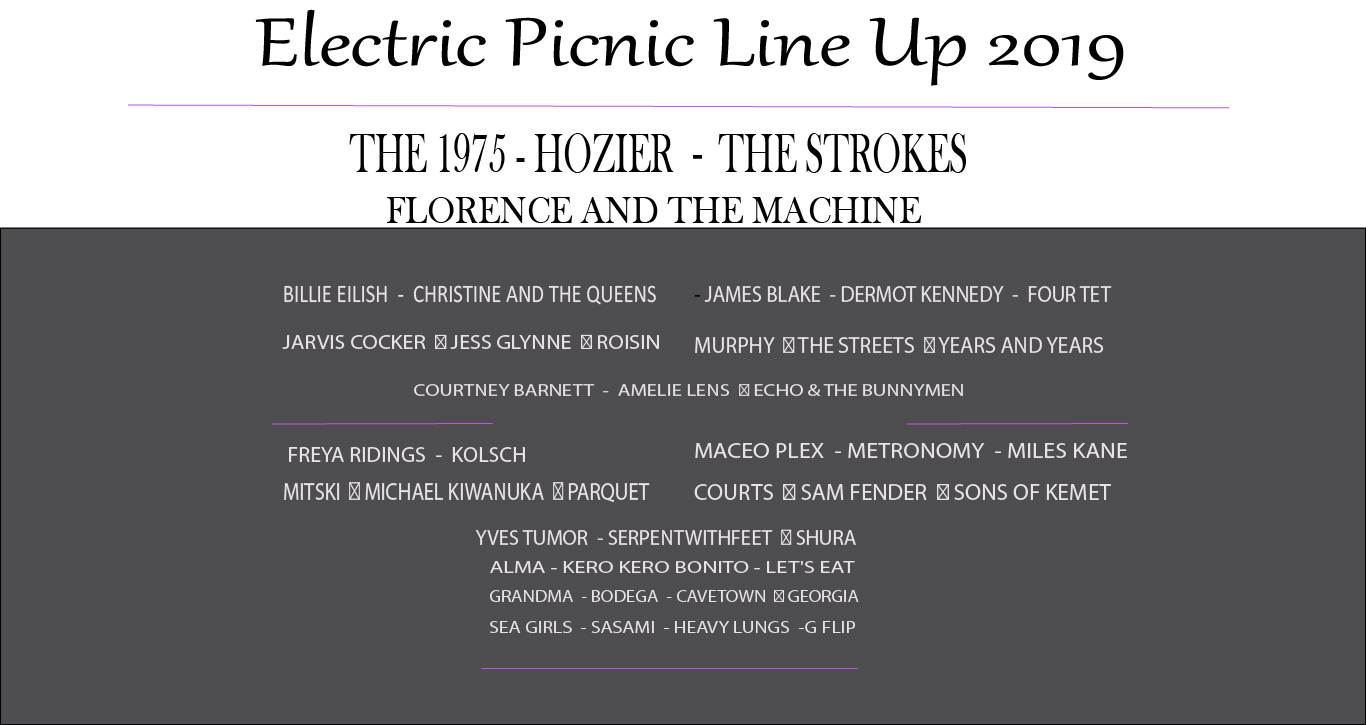 Electric Picnic Line Up 2019
THE 1975 - HOZIER - THE STROKES
FLORENCE AND THE MACHINE
BILLIE EILISH - CHRISTINE AND THE QUEENS - JAMES BLAKE - DERMOT KENNEDY - FOUR TET
JARVIS COCKER JESS GLYNNE ROISIN MURPHY THE STREETS YEARS AND YEARS
COURTNEY BARNETT - AMELIE LENS ECHO & THE BUNNYMEN
FREYA RIDINGS - KOLSCH MACEO PLEX - METRONOMY - MILES KANE
MITSKI MICHAEL KIWANUKA PARQUET COURTS SAM FENDER SONS OF KEMET
YVES TUMOR - SERPENTWITHFEET SHURA
ALMA - KERO KERO BONITO - LET'S EAT
GRANDMA - BODEGA - CAVETOWN GEORGIA
SEA GIRLS - SASAMI - HEAVY LUNGS -G FLIP